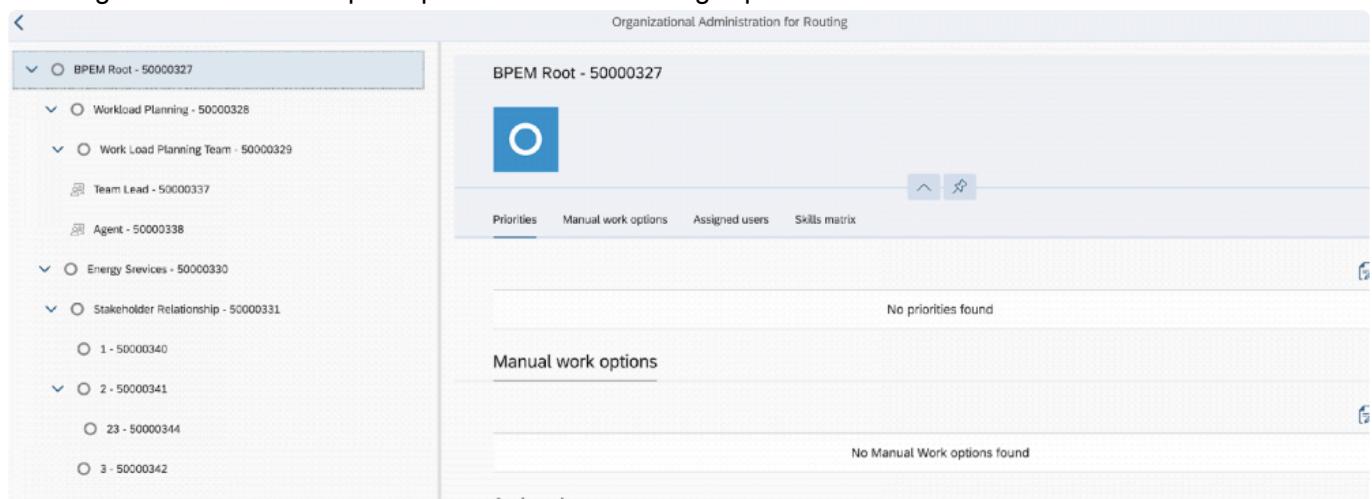 Organizational Administration for Routing
BPEM Root - 50000327
Workload Planning - 50000328
Work Load Planning Team - 50000329
Team Lead - 50000337
Agent - 50000338
Energy Srevices - 50000330
Stakeholder Relationship - 50000331
1 - 50000340
2 - 50000341
23 - 50000344
3 - 50000342
BPEM Root - 50000327
Priorities Manual work options Assigned users Skills matrix
No priorities found
Manual work options
No Manual Work options found